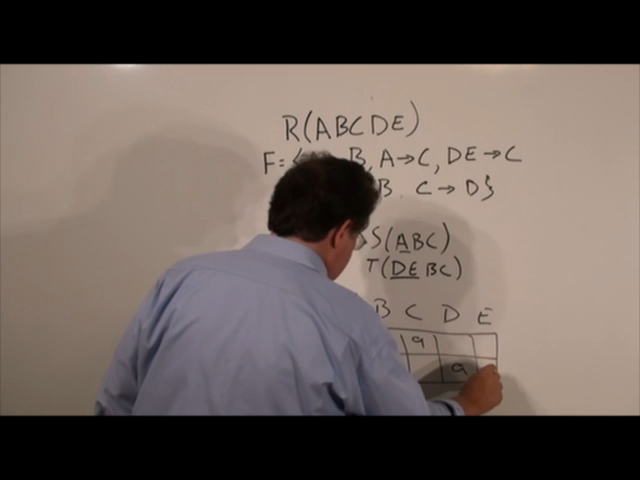 R(ABCDE)
F={ B, A→C, DE→C
B. C→D}
S(ABC)
T(DEBC)
B C D E
a
a